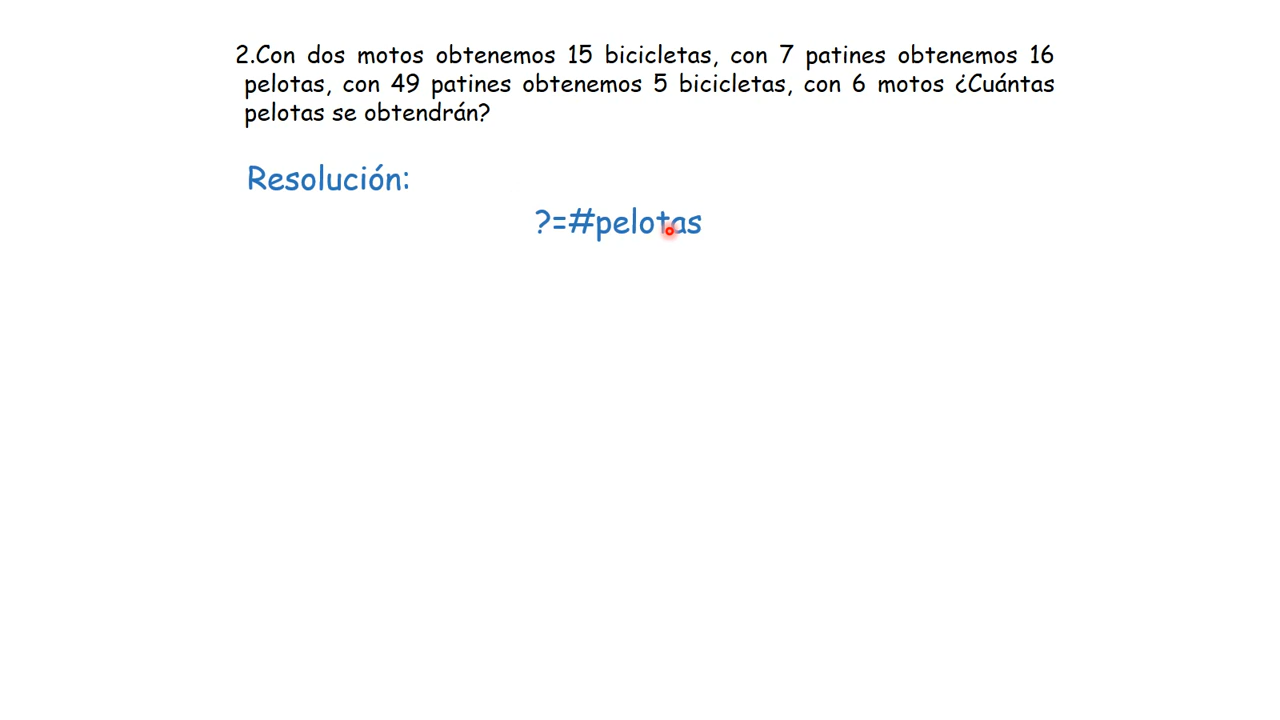 2.Con dos motos obtenemos 15 bicicletas, con 7 patines obtenemos 16
pelotas, con 49 patines obtenemos 5 bicicletas, con 6 motos ¿Cuántas
pelotas se obtendrán?
Resolución:
?=#pelotas